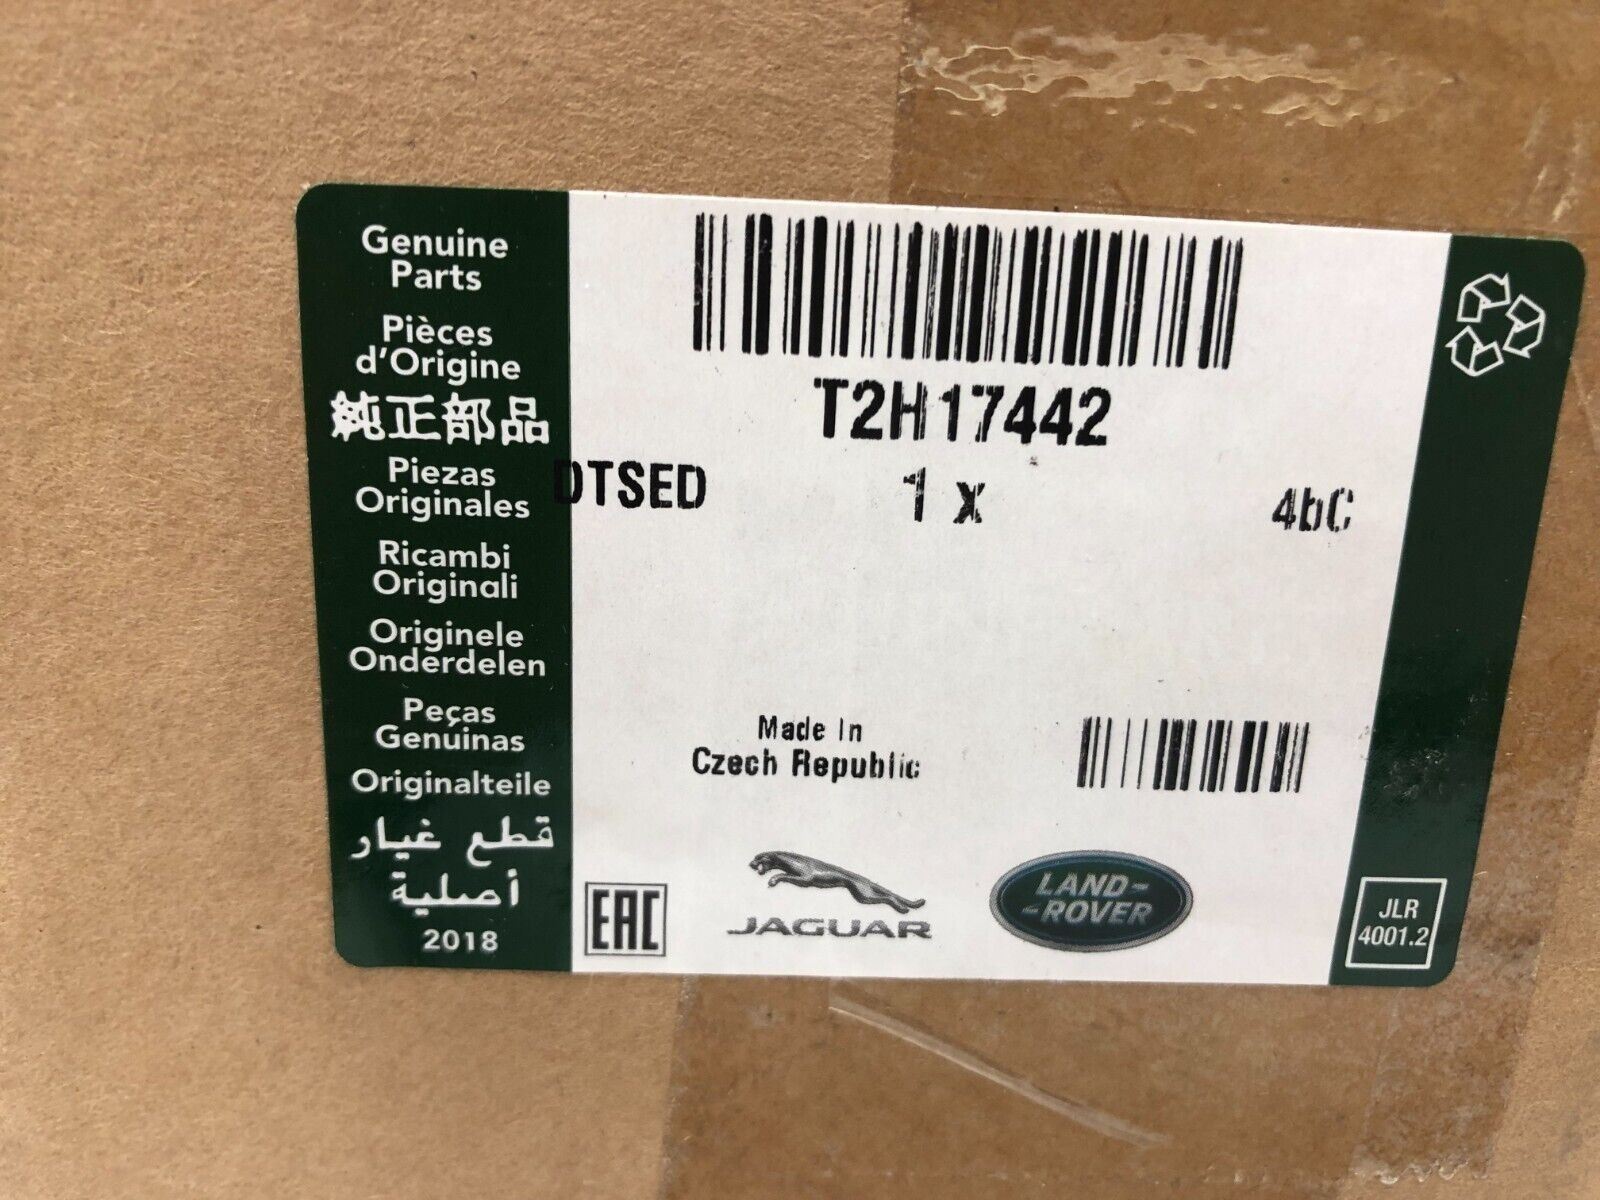 Genuine
Parts
Pièces
d'Origine
純正部品
Piezas
Originales
Ricambi
Originali
Originele
Onderdelen
Peças
Genuinas
Originalteile
قطع غيار
أصلية
2018
T2H17442
DTSED 1 x 4bC
Made In
Czech Republic
EAC
JAGUAR
LAND-
-ROVER
JLR
4001.2